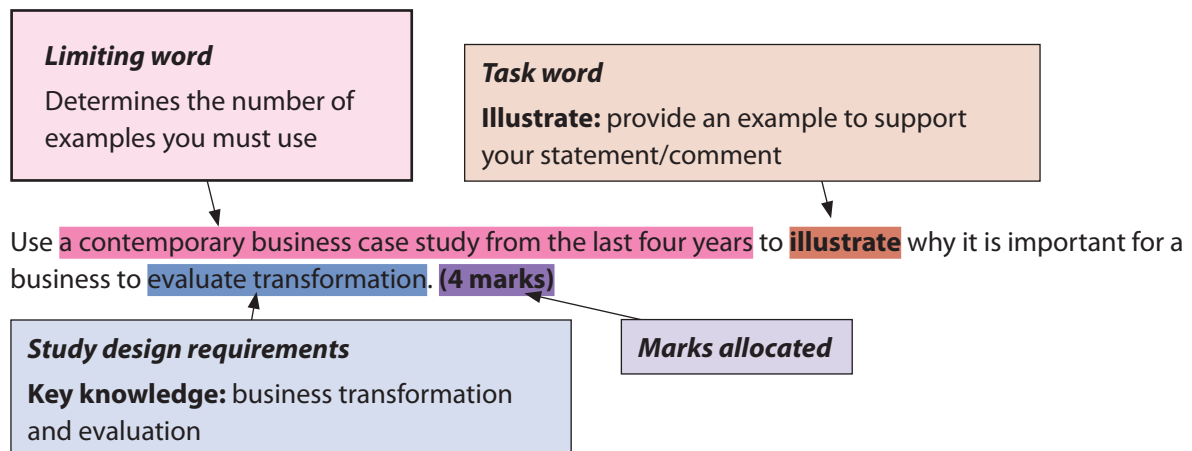 Limiting word
Determines the number of
examples you must use
Task word
Illustrate: provide an example to support
your statement/comment
Use a contemporary business case study from the last four years to illustrate why it is important for a
business to evaluate transformation. (4 marks)
Study design requirements
Key knowledge: business transformation
and evaluation
Marks allocated